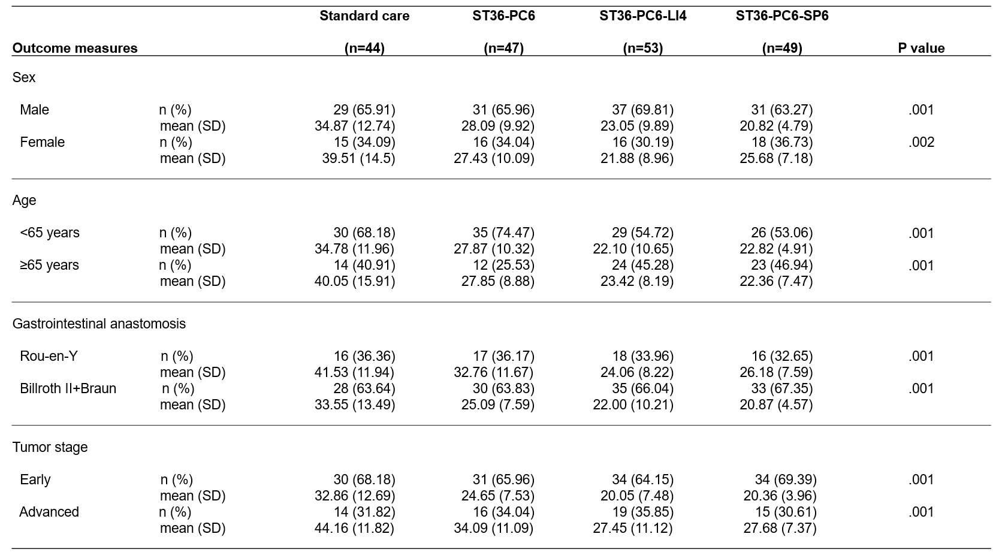 Standard care ST36-PC6 ST36-PC6-LI4 ST36-PC6-SP6
Outcome measures (n=44) (n=47) (n=53) (n=49) P value
Sex
Male n (%) 29 (65.91) 31 (65.96) 37 (69.81) 31 (63.27) .001
mean (SD) 34.87 (12.74) 28.09 (9.92) 23.05 (9.89) 20.82 (4.79)
Female n (%) 15 (34.09) 16 (34.04) 16 (30.19) 18 (36.73) .002
mean (SD) 39.51 (14.5) 27.43 (10.09) 21.88 (8.96) 25.68 (7.18)
Age
<65 years n (%) 30 (68.18) 35 (74.47) 29 (54.72) 26 (53.06) .001
mean (SD) 34.78 (11.96) 27.87 (10.32) 22.10 (10.65) 22.82 (4.91)
≥65 years n (%) 14 (40.91) 12 (25.53) 24 (45.28) 23 (46.94) .001
mean (SD) 40.05 (15.91) 27.85 (8.88) 23.42 (8.19) 22.36 (7.47)
Gastrointestinal anastomosis
Rou-en-Y n (%) 16 (36.36) 17 (36.17) 18 (33.96) 16 (32.65) .001
mean (SD) 41.53 (11.94) 32.76 (11.67) 24.06 (8.22) 26.18 (7.59)
Billroth II+Braun n (%) 28 (63.64) 30 (63.83) 35 (66.04) 33 (67.35) .001
mean (SD) 33.55 (13.49) 25.09 (7.59) 22.00 (10.21) 20.87 (4.57)
Tumor stage
Early n (%) 30 (68.18) 31 (65.96) 34 (64.15) 34 (69.39) .001
mean (SD) 32.86 (12.69) 24.65 (7.53) 20.05 (7.48) 20.36 (3.96)
Advanced n (%) 14 (31.82) 16 (34.04) 19 (35.85) 15 (30.61) .001
mean (SD) 44.16 (11.82) 34.09 (11.09) 27.45 (11.12) 27.68 (7.37)